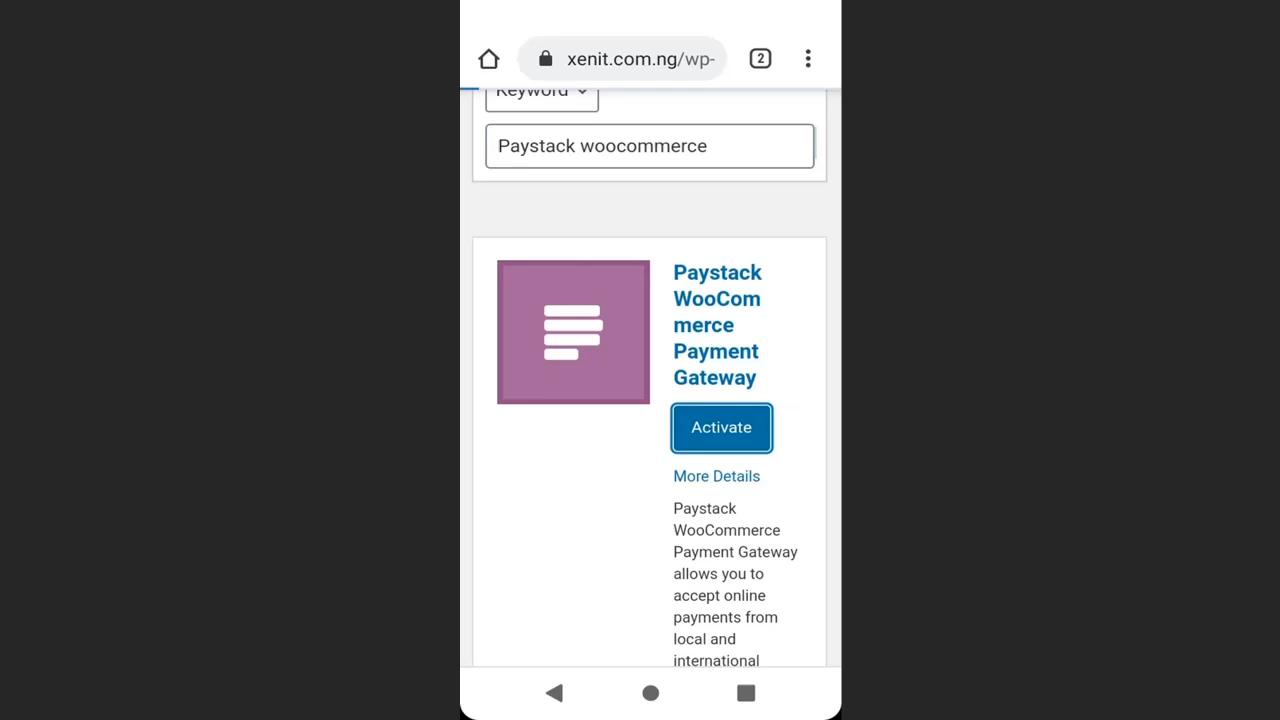 xenit.com.ng/wp-
2
Keyword
Paystack woocommerce
Paystack
WooCom
merce
Payment
Gateway
Activate
More Details
Paystack
WooCommerce
Payment Gateway
allows you to
accept online
payments from
local and
international